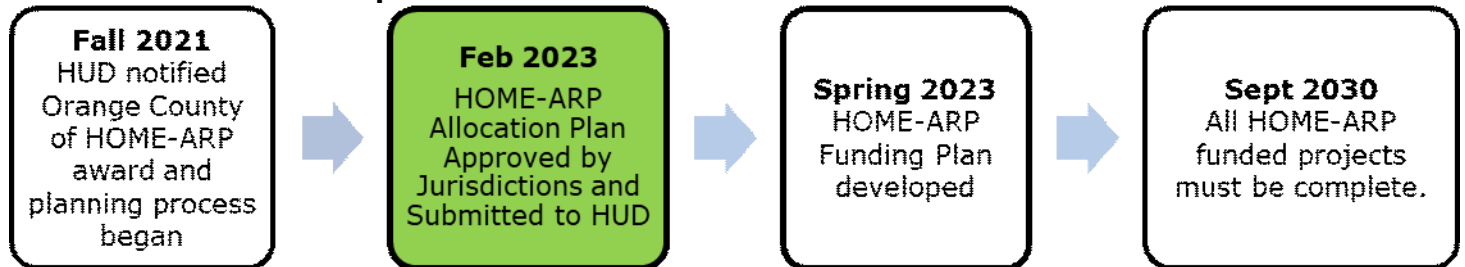 Fall 2021
HUD notified
Orange County
of HOME-ARP
award and
planning process
began
Feb 2023
HOME-ARP
Allocation Plan
Approved by
Jurisdictions and
Submitted to HUD
Spring 2023
HOME-ARP
Funding Plan
developed
Sept 2030
All HOME-ARP
funded projects
must be complete.